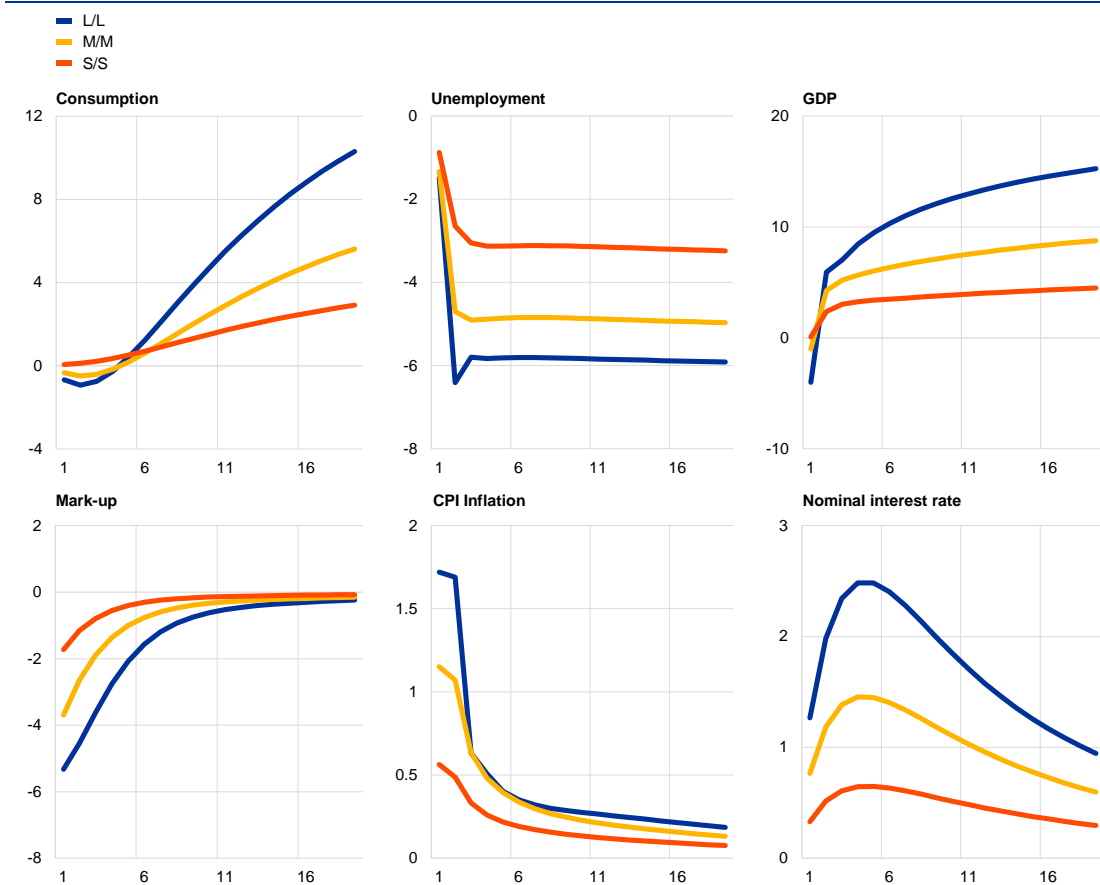 L/L
M/M
S/S
Consumption
12
8
4
0
-4
1 6 11 16
Unemployment
0
-2
-4
-6
-8
1 6 11 16
GDP
20
10
0
-10
1 6 11 16
Mark-up
2
0
-2
-4
-6
-8
1 6 11 16
CPI Inflation
2
1.5
1
0.5
0
1 6 11 16
Nominal interest rate
3
2
1
0
1 6 11 16